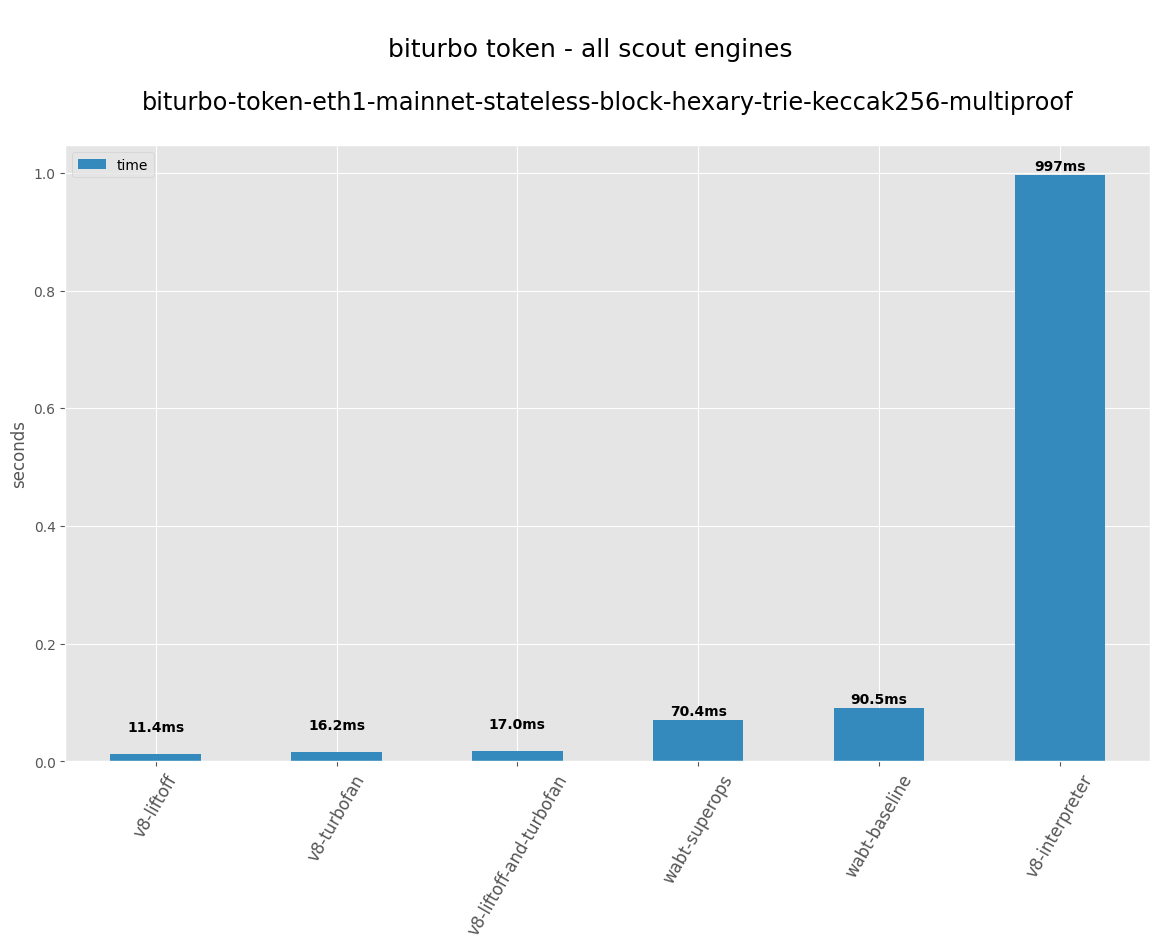 biturbo token - all scout engines
biturbo-token-eth1-mainnet-stateless-block-hexary-trie-keccak256-multiproof
time
seconds
1.0
0.8
0.6
0.4
0.2
0.0
11.4ms
16.2ms
17.0ms
70.4ms
90.5ms
997ms
v8-liftoff
v8-turbofan
v8-liftoff-and-turbofan
wabt-superops
wabt-baseline
v8-interpreter